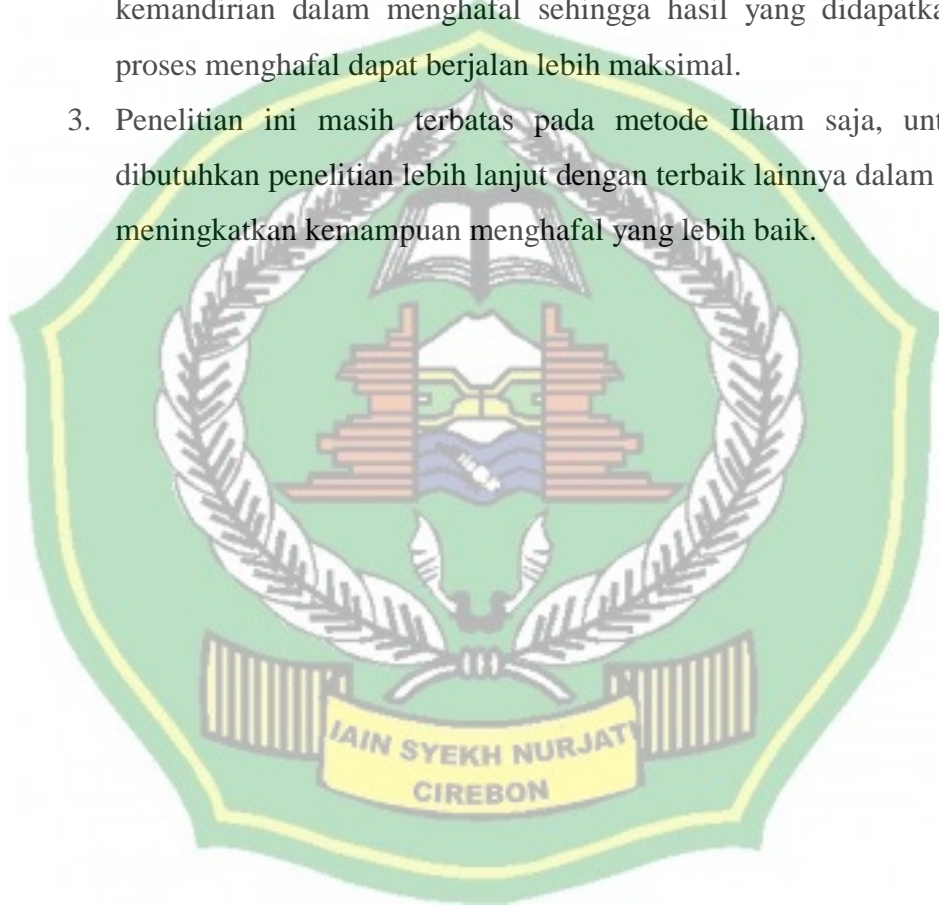 kemandirian dalam menghafal sehingga hasil yang didapatka
proses menghafal dapat berjalan lebih maksimal.
3. Penelitian ini masih terbatas pada metode Ilham saja, unt
dibutuhkan penelitian lebih lanjut dengan terbaik lainnya dalam
meningkatkan kemampuan menghafal yang lebih baik.
IAIN SYEKH NURJATI
CIREBON